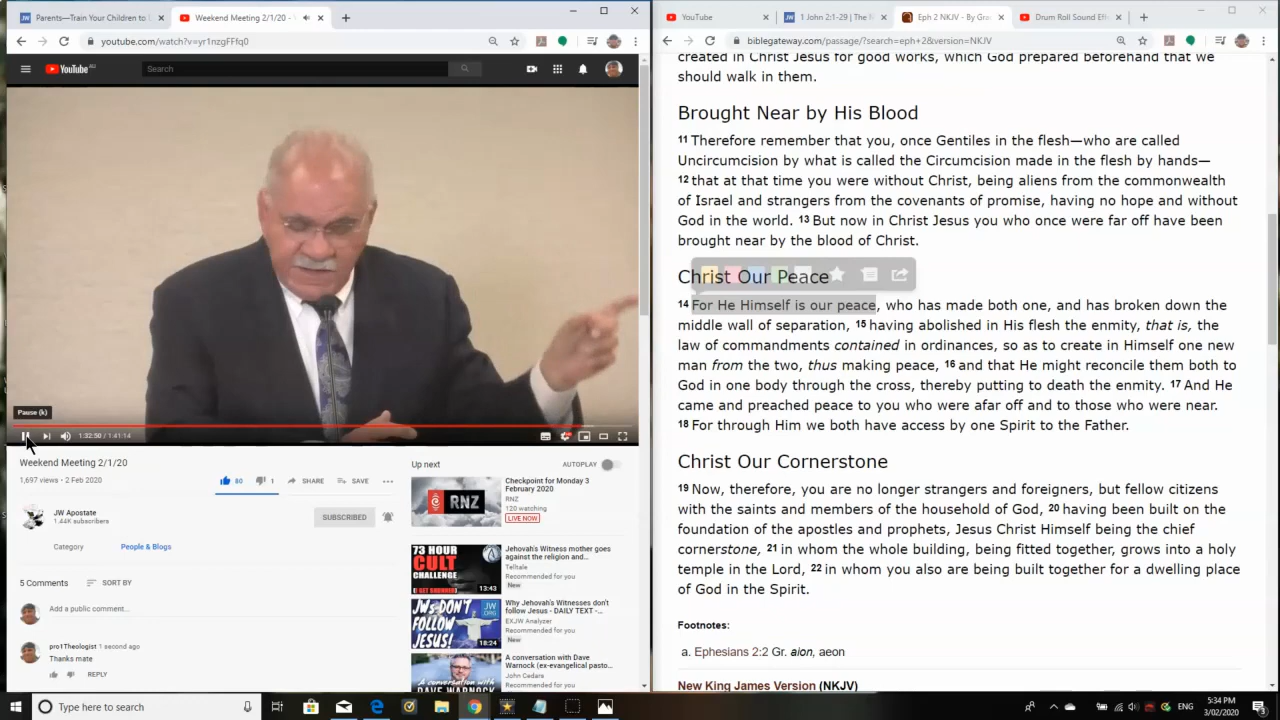 Parents—Train Your Children to L
Weekend Meeting 2/1/20 -
youtube.com/watch?v=yr1nzgFFfq0
YouTube
Search
Pause (k)
1:32:50 / 1:41:14
Weekend Meeting 2/1/20
1,697 views • 2 Feb 2020
80
1
SHARE
SAVE
JW Apostate
1.44K subscribers
SUBSCRIBED
Category
People & Blogs
5 Comments
SORT BY
Add a public comment...
pro1Theologist 1 second ago
Thanks mate
REPLY
Up next
AUTOPLAY
RNZ
Checkpoint for Monday 3
February 2020
RNZ
120 watching
LIVE NOW
73 HOUR
CULT
CHALLENGE
13:43
Jehovah's Witness mother goes
against the religion and...
Telltale
Recommended for you
New
JWs DON'T
FOLLOW
JESUS!
JW
.ORG
18:24
Why Jehovah's Witnesses don't
follow Jesus - DAILY TEXT -...
EXJW Analyzer
Recommended for you
New
A conversation with
DAVE WARNOCK
A conversation with Dave
Warnock (ex-evangelical pasto...
John Cedars
Recommended for you
YouTube
1 John 2:1-29 | The N
Eph 2 NKJV - By Gra
Drum Roll Sound Eff
biblegateway.com/passage/?search=eph+2&version=NKJV
created in Christ Jesus for good works, which God prepared beforehand that we
should walk in them.
Brought Near by His Blood
11 Therefore remember that you, once Gentiles in the flesh—who are called
Uncircumcision by what is called the Circumcision made in the flesh by hands—
12 that at that time you were without Christ, being aliens from the commonwealth
of Israel and strangers from the covenants of promise, having no hope and without
God in the world. 13 But now in Christ Jesus you who once were far off have been
brought near by the blood of Christ.
Christ Our Peace
14 For He Himself is our peace, who has made both one, and has broken down the
middle wall of separation, 15 having abolished in His flesh the enmity, that is, the
law of commandments contained in ordinances, so as to create in Himself one new
man from the two, thus making peace, 16 and that He might reconcile them both to
God in one body through the cross, thereby putting to death the enmity. 17 And He
came and preached peace to you who were afar off and to those who were near.
18 For through Him we both have access by one Spirit to the Father.
Christ Our Cornerstone
19 Now, therefore, you are no longer strangers and foreigners, but fellow citizens
with the saints and members of the household of God, 20 having been built on the
foundation of the apostles and prophets, Jesus Christ Himself being the chief
cornerstone, 21 in whom the whole building, being fitted together, grows into a holy
temple in the Lord, 22 in whom you also are being built together for a dwelling place
of God in the Spirit.
Footnotes:
a. Ephesians 2:2 Gr. aion, aeon
New King James Version (NKJV)
Type here to search
ENG
5:34 PM
3/02/2020